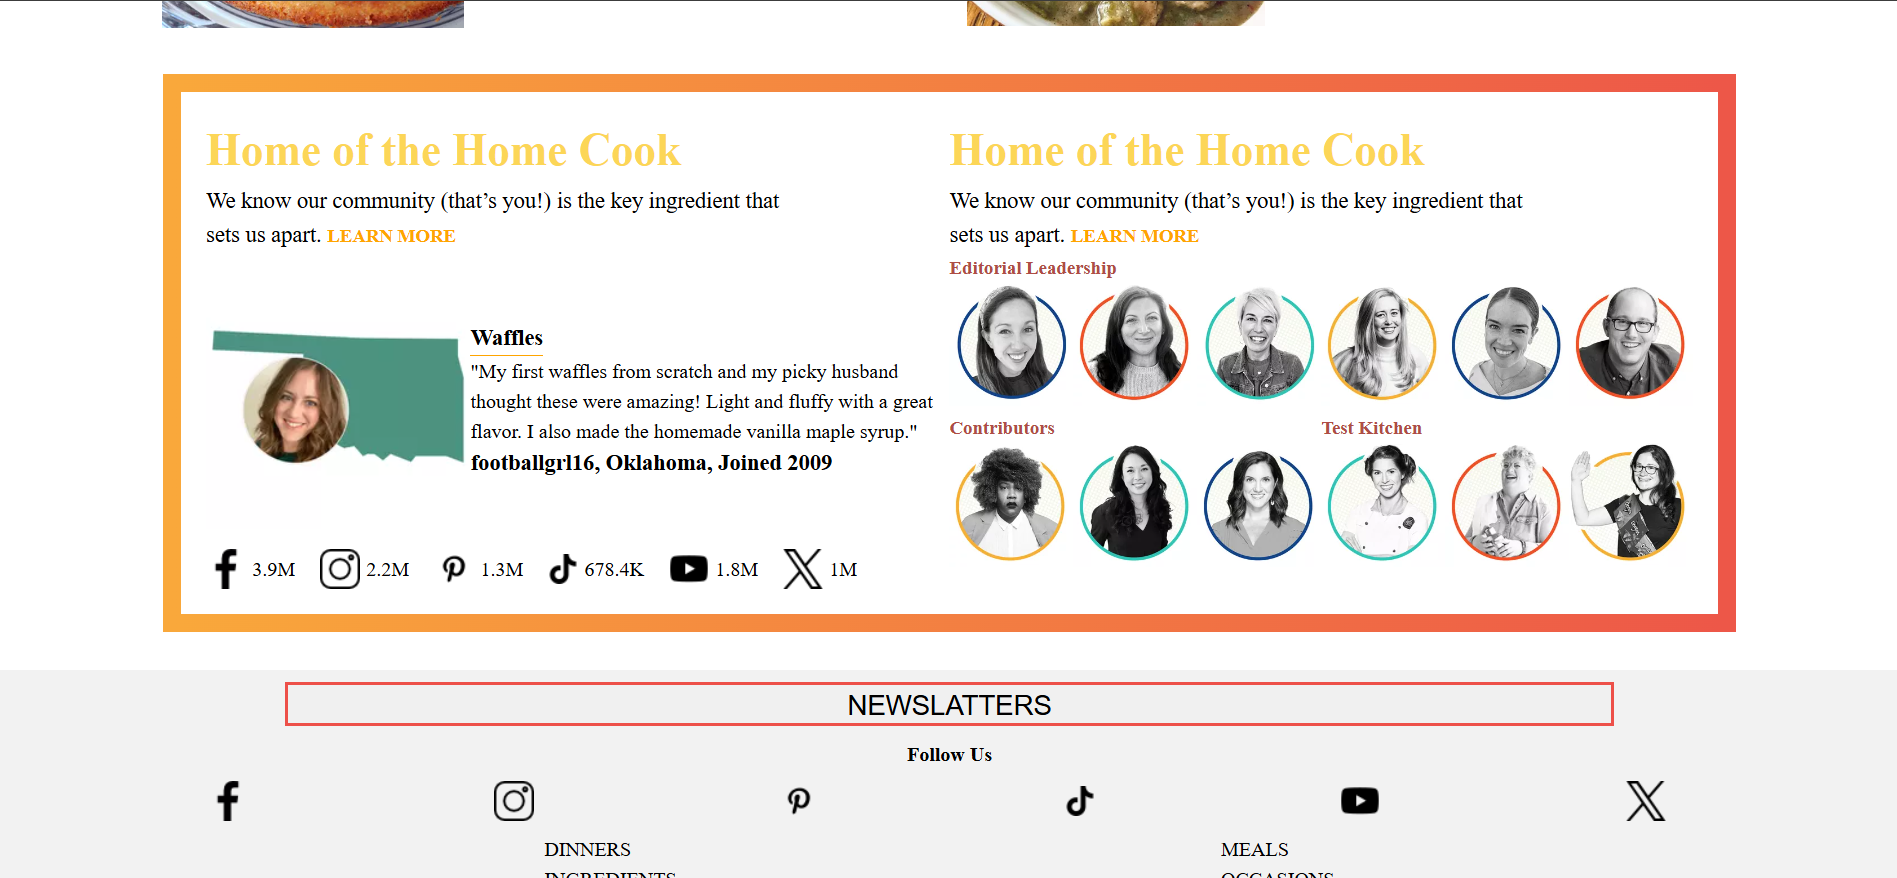 Home of the Home Cook
We know our community (that’s you!) is the key ingredient that
sets us apart. LEARN MORE
Waffles
"My first waffles from scratch and my picky husband
thought these were amazing! Light and fluffy with a great
flavor. I also made the homemade vanilla maple syrup."
footballgrl16, Oklahoma, Joined 2009
3.9M 2.2M 1.3M 678.4K 1.8M 1M
Home of the Home Cook
We know our community (that’s you!) is the key ingredient that
sets us apart. LEARN MORE
Editorial Leadership
Contributors Test Kitchen
NEWSLATTERS
Follow Us
DINNERS MEALS
INGREDIENTS OCCASIONS